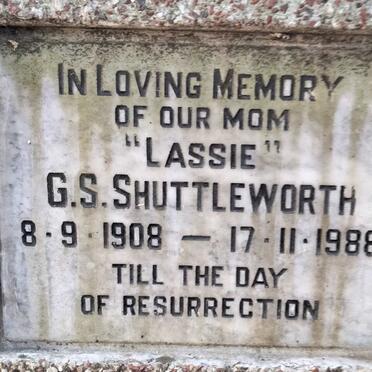 IN LOVING MEMORY
OF OUR MOM
"LASSIE"
G.S. SHUTTLEWORTH
8·9·1908 — 17·11·1988
TILL THE DAY
OF RESURRECTION